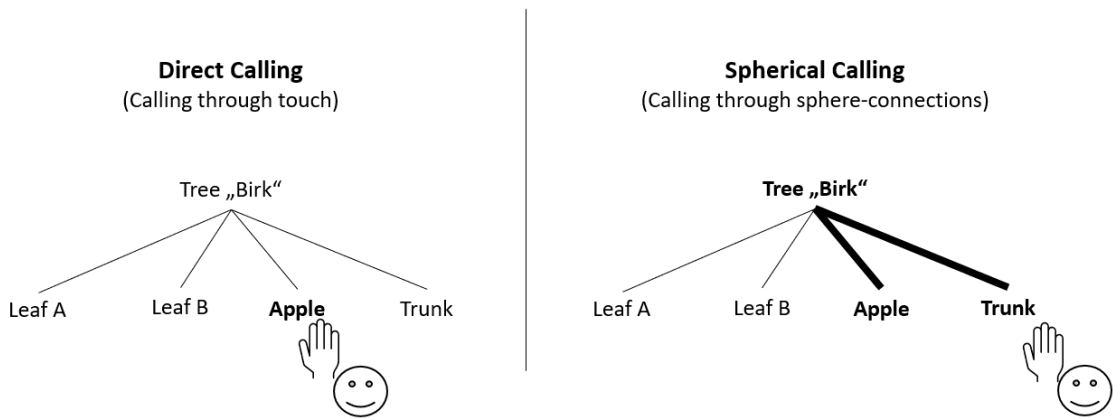 Direct Calling
(Calling through touch)
Tree „Birk“
Leaf A
Leaf B
Apple
Trunk
Spherical Calling
(Calling through sphere-connections)
Tree „Birk“
Leaf A
Leaf B
Apple
Trunk